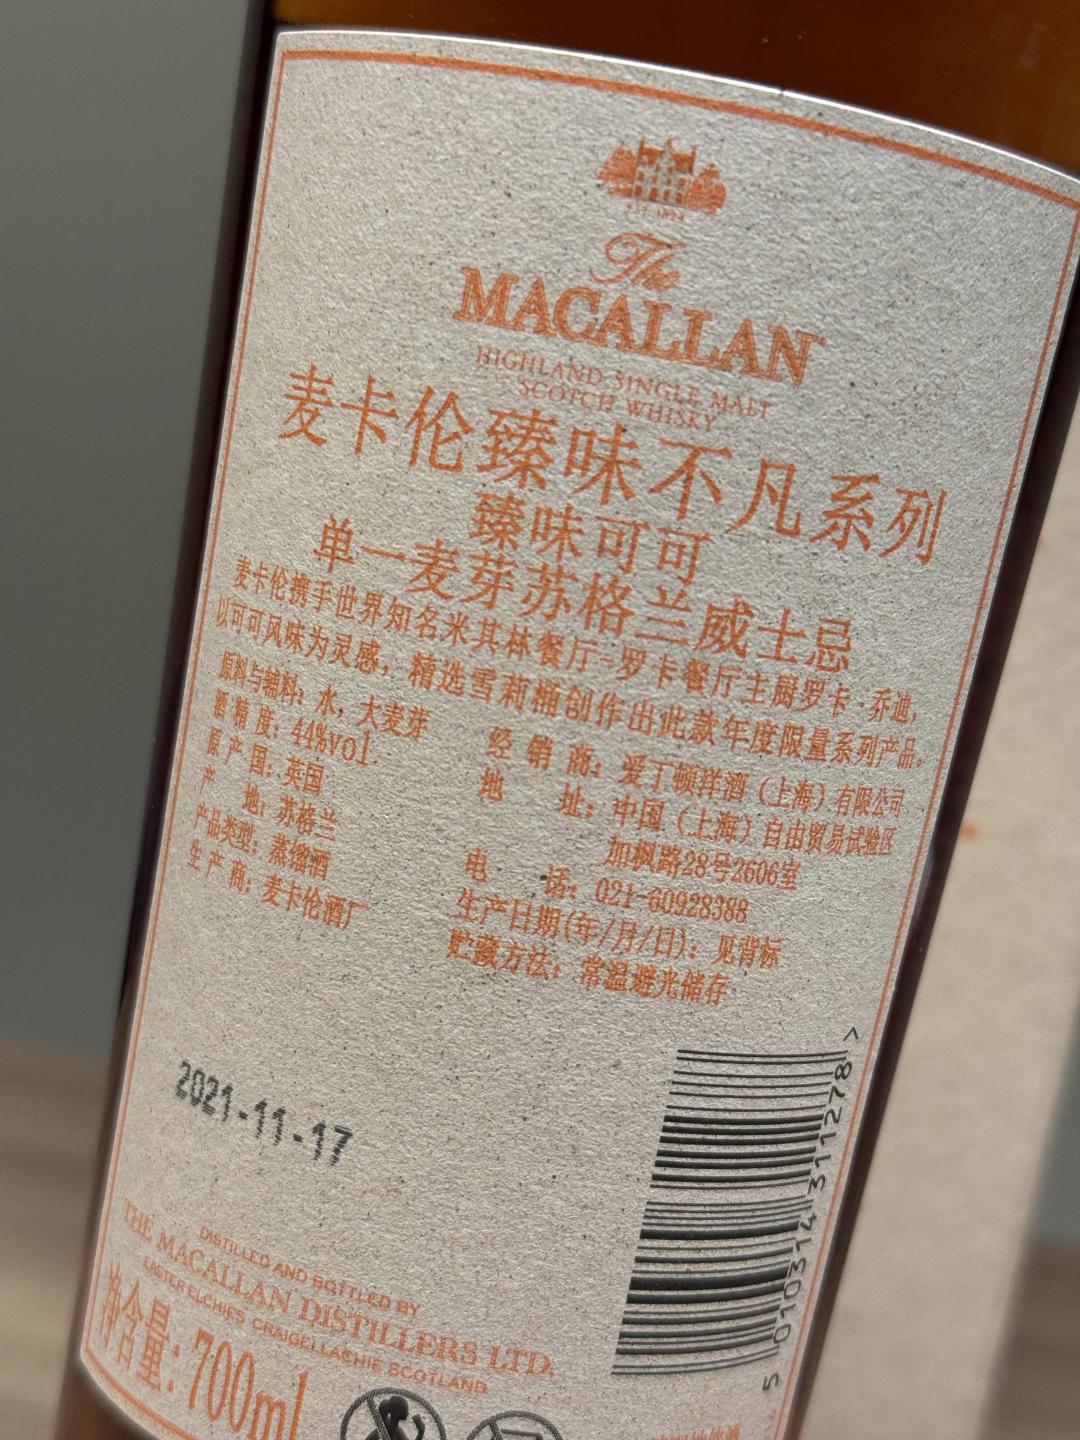 EST. 1824
The
MACALLAN
HIGHLAND SINGLE MALT
SCOTCH WHISKY
麦卡伦臻味不凡系列
臻味可可
单一麦芽苏格兰威士忌
麦卡伦携手世界知名米其林餐厅-罗卡餐厅主厨罗卡·乔迪,
以可可风味为灵感，精选雪莉桶创作出此款年度限量系列产品。
原料与辅料：水，大麦芽
酒精度：44%vol
原产国：英国
产地：苏格兰
产品类型：蒸馏酒
生产商：麦卡伦酒厂
经销商：爱丁顿洋酒（上海）有限公司
地址：中国（上海）自由贸易试验区
加枫路28号2606室
电话：021-60928388
生产日期(年/月/日)：见背标
贮藏方法：常温避光储存
2021-11-17
5 010314 311278 >
DISTILLED AND BOTTLED BY
THE MACALLAN DISTILLERS LTD.
EASTER ELCHIES CRAIGELLACHIE SCOTLAND
净含量：700ml